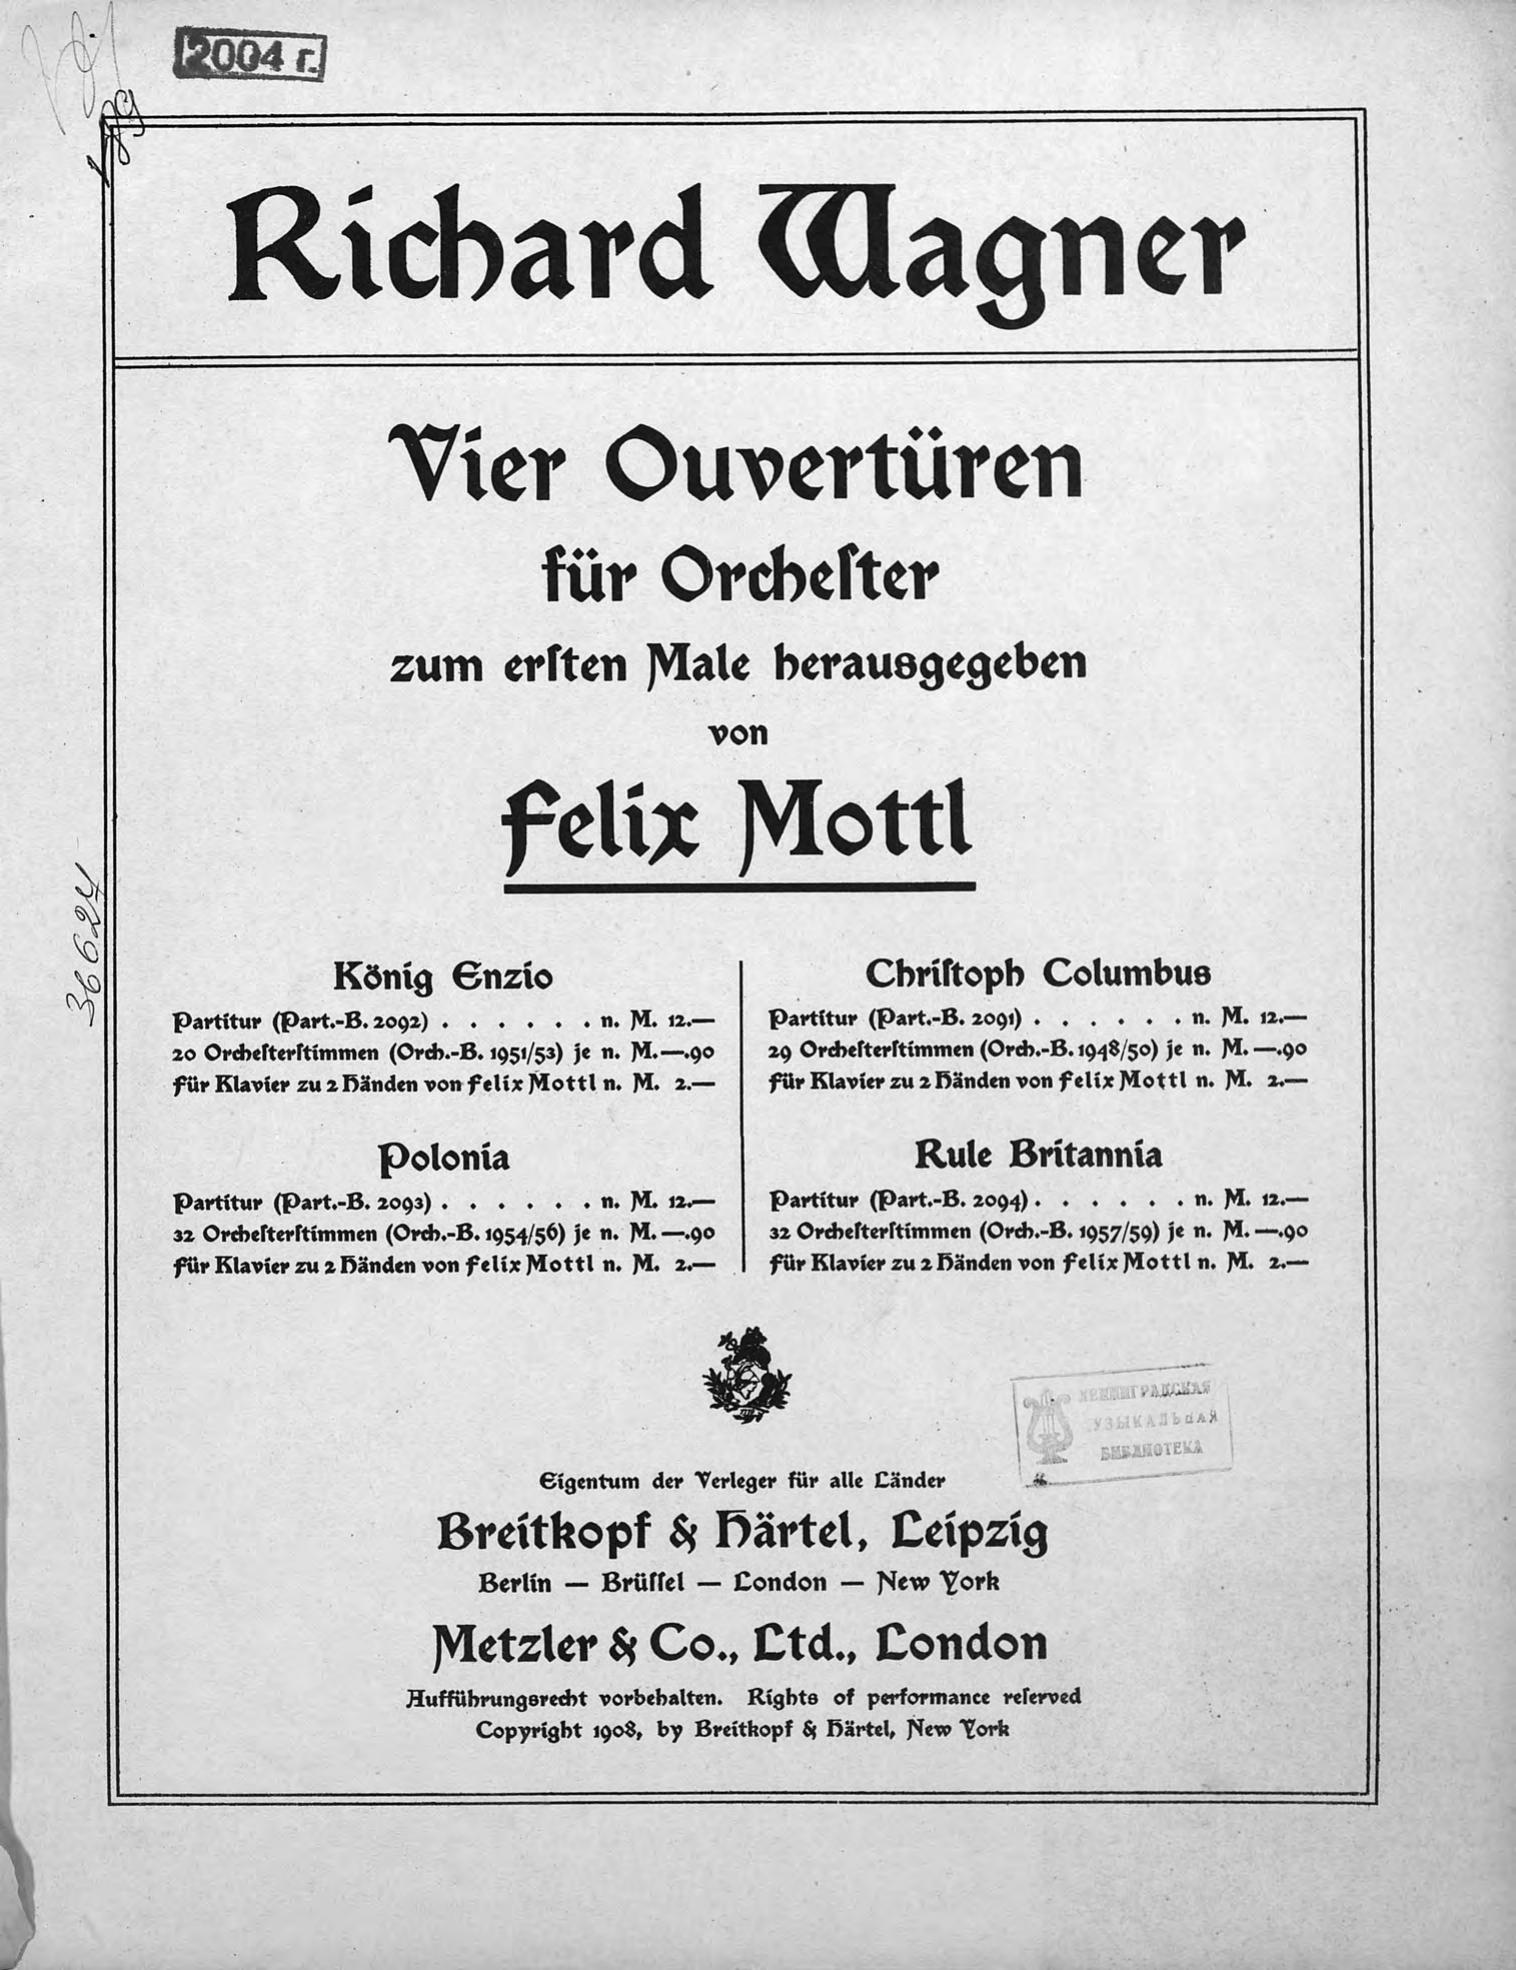 2004 г.
Richard Wagner
Vier Ouvertüren
für Orcheſter
zum erſten Male herausgegeben
von
Felix Mottl
36624
König Enzio
Partitur (Part.-B. 2092) . . . . . . n. M. 12.—
20 Orcheſterſtimmen (Orch.-B. 1951/53) je n. M.—.90
Für Klavier zu 2 Händen von Felix Mottl n. M. 2.—
Polonia
Partitur (Part.-B. 2093) . . . . . . n. M. 12.—
32 Orcheſterſtimmen (Orch.-B. 1954/56) je n. M.—.90
Für Klavier zu 2 Händen von Felix Mottl n. M. 2.—
Chriſtoph Columbus
Partitur (Part.-B. 2091) . . . . . . n. M. 12.—
29 Orcheſterſtimmen (Orch.-B. 1948/50) je n. M.—.90
Für Klavier zu 2 Händen von Felix Mottl n. M. 2.—
Rule Britannia
Partitur (Part.-B. 2094) . . . . . . n. M. 12.—
32 Orcheſterſtimmen (Orch.-B. 1957/59) je n. M.—.90
Für Klavier zu 2 Händen von Felix Mottl n. M. 2.—
ЛЕНИНГРАДСКАЯ
УЗЫКАЛЬНАЯ
БИБЛИОТЕКА
Eigentum der Verleger für alle Länder
Breitkopf & Härtel, Leipzig
Berlin — Brüſſel — London — New York
Metzler & Co., Ltd., London
Aufführungsrecht vorbehalten. Rights of performance reſerved
Copyright 1908, by Breitkopf & Härtel, New York